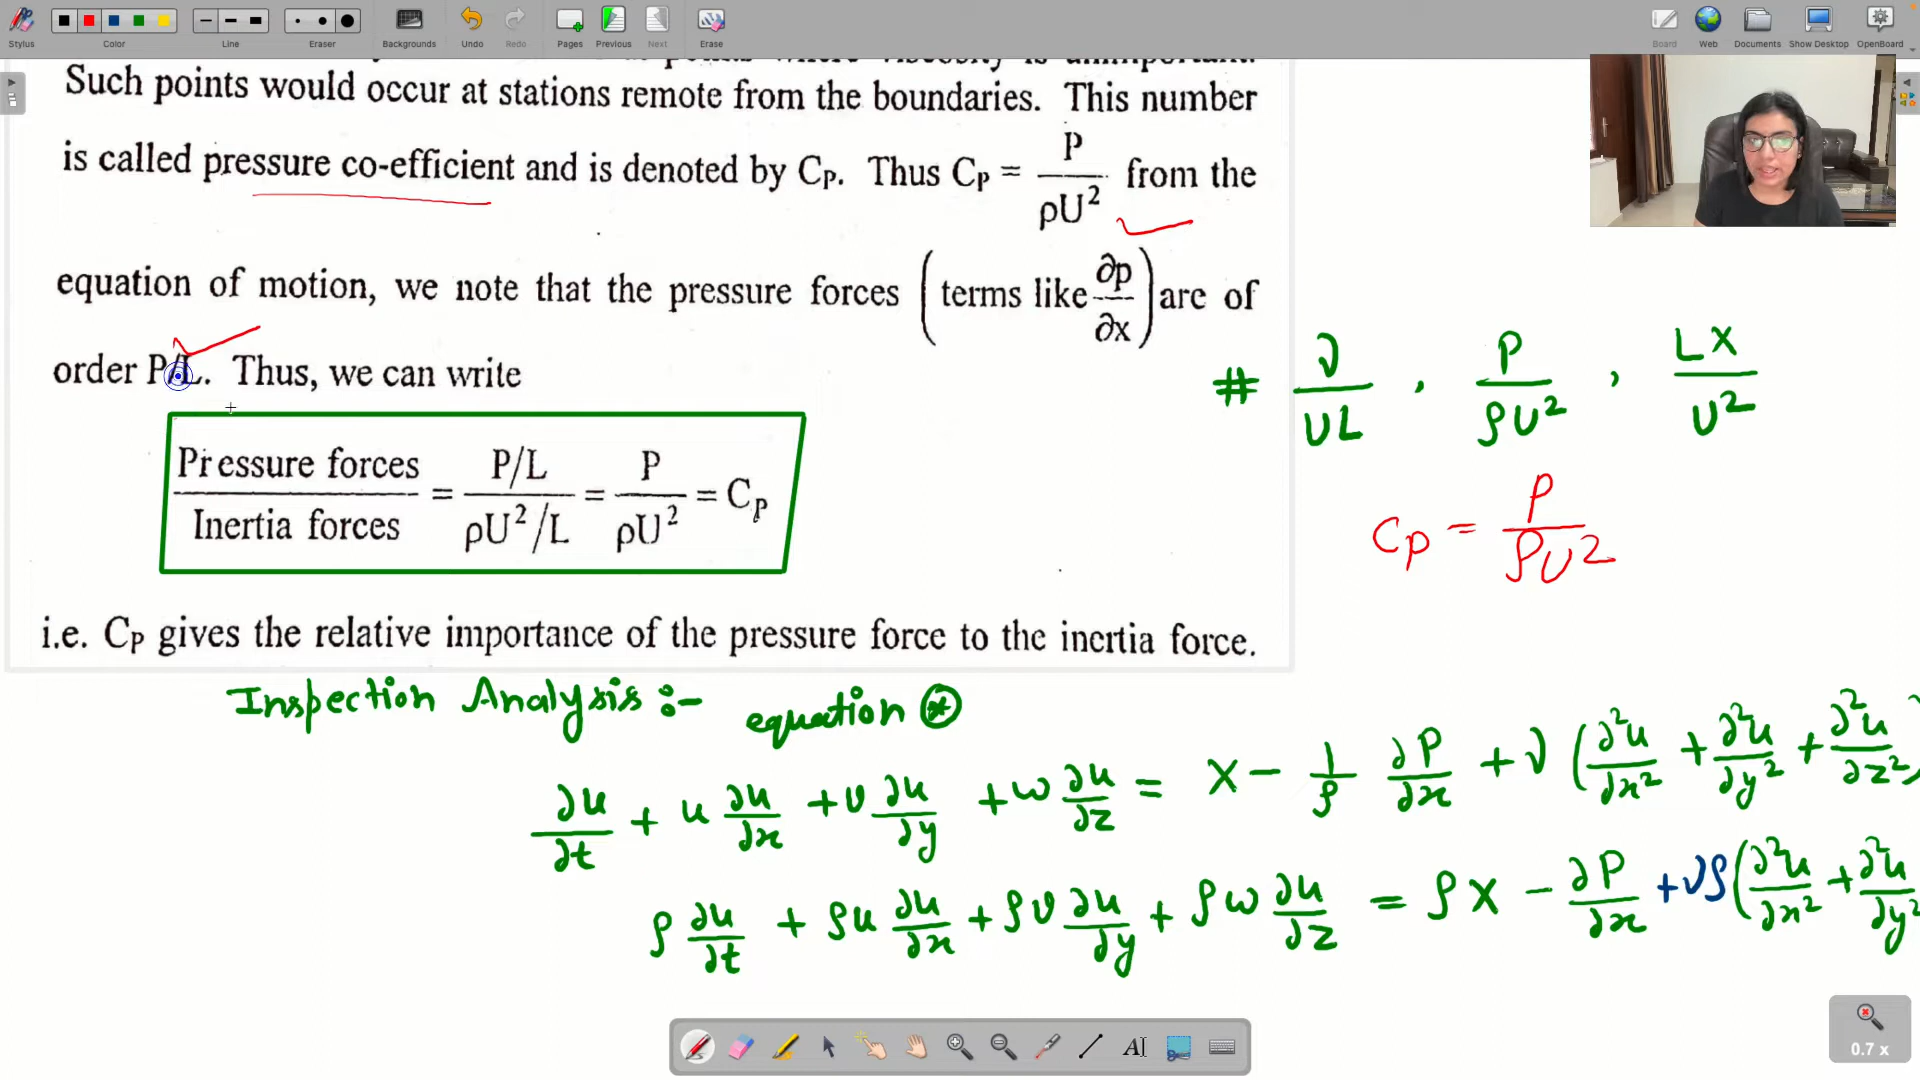 Stylus Color Line Eraser Backgrounds Undo Redo Pages Previous Next Erase Board Web Documents Show Desktop OpenBoard
Such points would occur at stations remote from the boundaries. This number
is called pressure co-efficient and is denoted by Cₚ. Thus Cₚ = P/ρU² from the
equation of motion, we note that the pressure forces (terms like ∂p/∂x) are of
order P/L. Thus, we can write
Pressure forces/Inertia forces = (P/L)/(ρU²/L) = P/ρU² = Cₚ
i.e. Cₚ gives the relative importance of the pressure force to the inertia force.
# ν/UL , P/ρU² , LX/U²
Cₚ = P/ρU²
Inspection Analysis :- equation ⊛
∂u/∂t + u ∂u/∂x + v ∂u/∂y + w ∂u/∂z = X - 1/ρ ∂P/∂x + ν (∂²u/∂x² + ∂²u/∂y² + ∂²u/∂z²)
ρ ∂u/∂t + ρu ∂u/∂x + ρv ∂u/∂y + ρw ∂u/∂z = ρX - ∂P/∂x + νρ (∂²u/∂x² + ∂²u/∂y²
AI
0.7 x